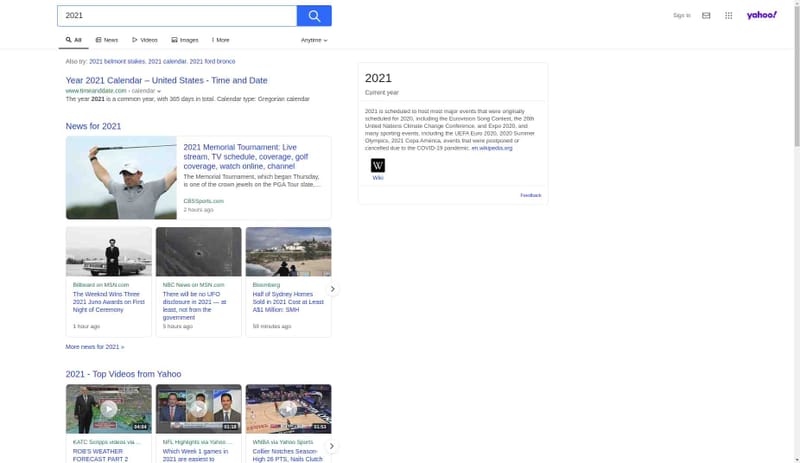 2021
Sign in
yahoo!
All
News
Videos
Images
More
Anytime
Also try: 2021 belmont stakes, 2021 calendar, 2021 ford bronco
Year 2021 Calendar – United States - Time and Date
www.timeanddate.com › calendar
The year 2021 is a common year, with 365 days in total. Calendar type: Gregorian calendar
News for 2021
2021 Memorial Tournament: Live
stream, TV schedule, coverage, golf
coverage, watch online, channel
The Memorial Tournament, which began Thursday,
is one of the crown jewels on the PGA Tour slate,...
CBSSports.com
2 hours ago
Billboard on MSN.com
The Weeknd Wins Three
2021 Juno Awards on First
Night of Ceremony
1 hour ago
NBC News on MSN.com
There will be no UFO
disclosure in 2021 — at
least, not from the
government
5 hours ago
Bloomberg
Half of Sydney Homes
Sold in 2021 Cost at Least
A$1 Million: SMH
50 minutes ago
More news for 2021 »
2021 - Top Videos from Yahoo
04:04
KATC Scripps videos via ...
ROB'S WEATHER
FORECAST PART 2
01:18
NFL Highlights via Yahoo ...
Which Week 1 games in
2021 are easiest to
01:53
WNBA via Yahoo Sports
Collier Notches Season-
High 26 PTS, Nails Clutch
2021
Current year
2021 is scheduled to host most major events that were originally
scheduled for 2020, including the Eurovision Song Contest, the 26th
United Nations Climate Change Conference, and Expo 2020, and
many sporting events, including the UEFA Euro 2020, 2020 Summer
Olympics, 2021 Copa America, events that were postponed or
cancelled due to the COVID-19 pandemic. en.wikipedia.org
W
Wiki
Feedback